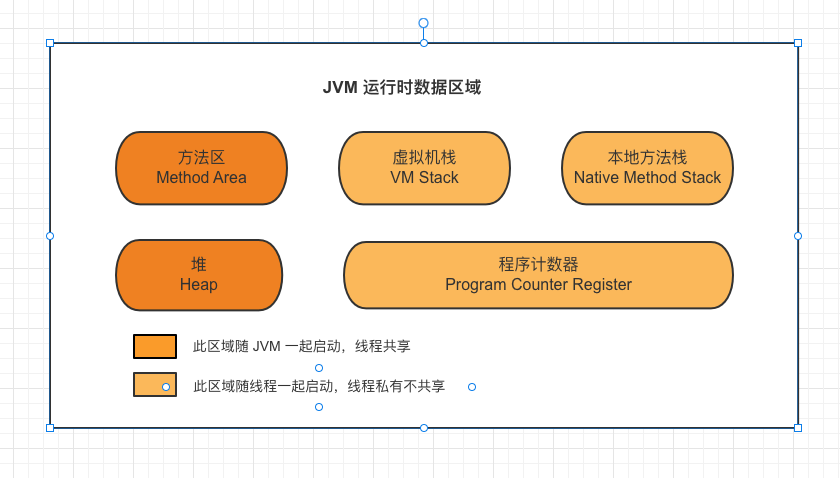 JVM 运行时数据区域
方法区
Method Area
虚拟机栈
VM Stack
本地方法栈
Native Method Stack
堆
Heap
程序计数器
Program Counter Register
此区域随 JVM 一起启动，线程共享
此区域随线程一起启动，线程私有不共享